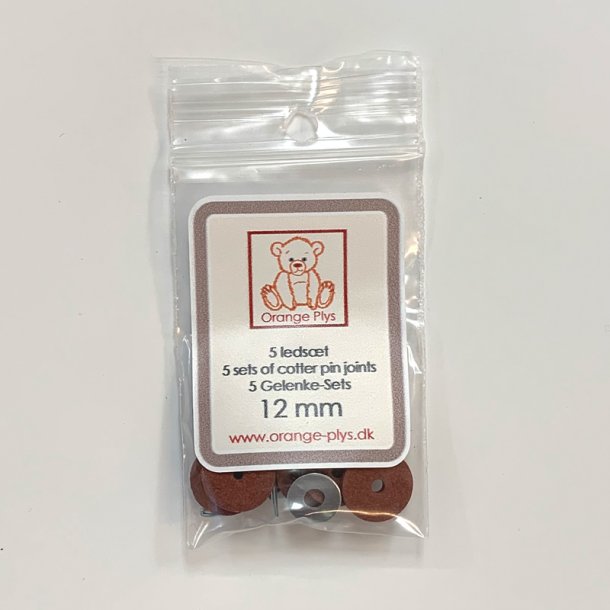 Orange Plys
5 ledsæt
5 sets of cotter pin joints
5 Gelenke-Sets
12 mm
www.orange-plys.dk